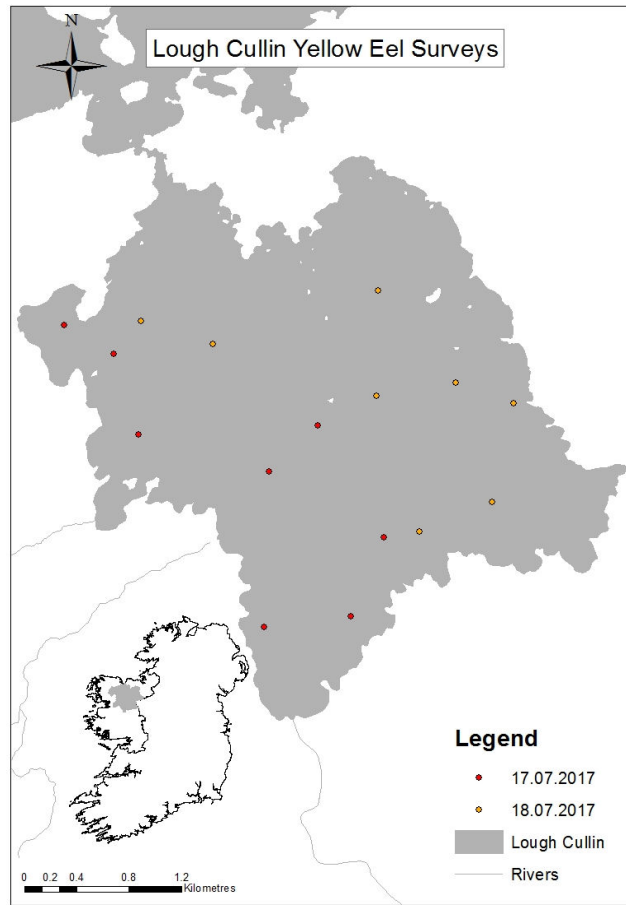 N
Lough Cullin Yellow Eel Surveys
Legend
17.07.2017
18.07.2017
Lough Cullin
Rivers
0 0.2 0.4 0.8 1.2
Kilometres